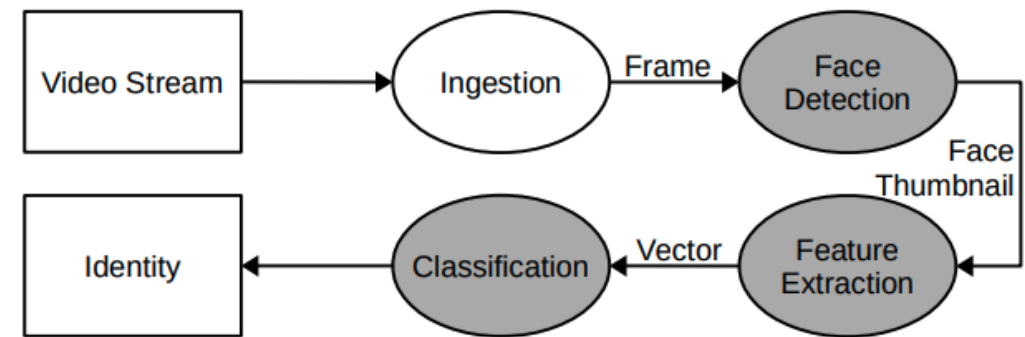 Video Stream
Ingestion
Frame
Face
Detection
Face
Thumbnail
Identity
Classification
Vector
Feature
Extraction